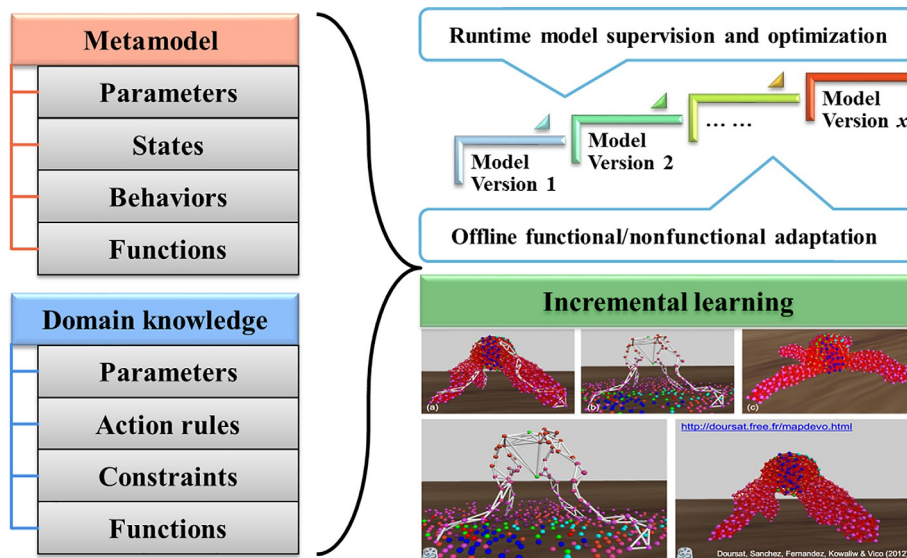 Metamodel
Parameters
States
Behaviors
Functions
Domain knowledge
Parameters
Action rules
Constraints
Functions
Runtime model supervision and optimization
Model
Version 1
Model
Version 2
... ...
Model
Version x
Offline functional/nonfunctional adaptation
Incremental learning
(a)
(b)
(c)
http://doursat.free.fr/mapdevo.html
Doursat, Sanchez, Fernandez, Kowaliw & Vico (2012